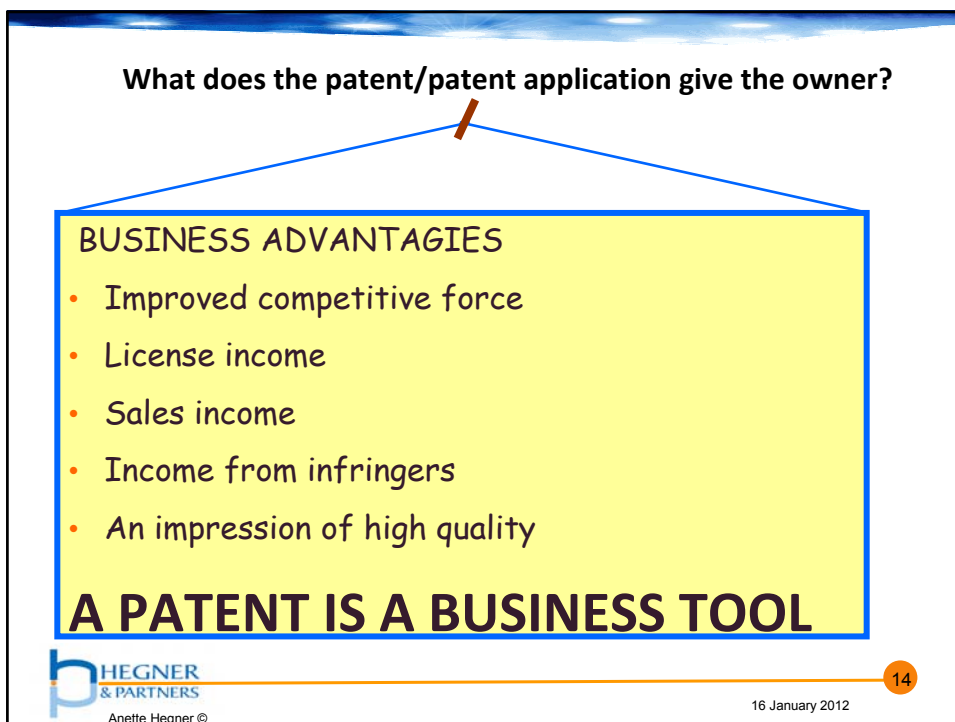 What does the patent/patent application give the owner?
BUSINESS ADVANTAGIES
• Improved competitive force
• License income
• Sales income
• Income from infringers
• An impression of high quality
A PATENT IS A BUSINESS TOOL
HEGNER
& PARTNERS
Anette Hegner ©
16 January 2012
14